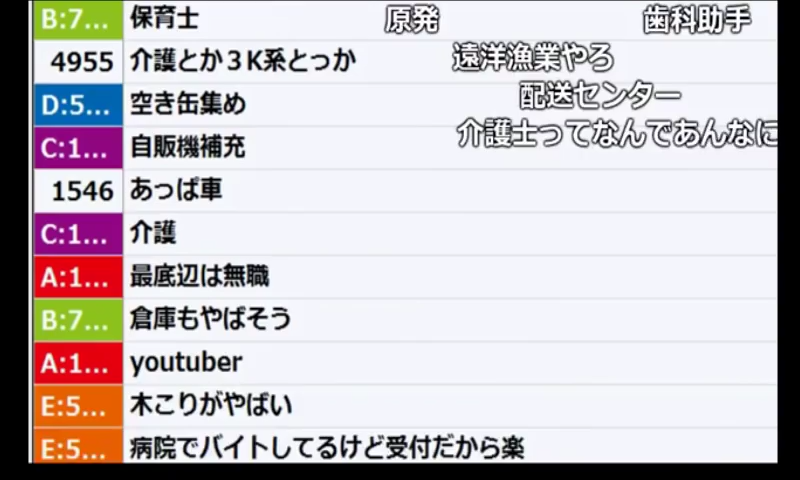 B:7... 保育士 原発 歯科助手
4955 介護とか３K系とっか 遠洋漁業やろ
D:5... 空き缶集め 配送センター
C:1... 自販機補充 介護士ってなんであんなに
1546 あっぱ車
C:1... 介護
A:1... 最底辺は無職
B:7... 倉庫もやばそう
A:1... youtuber
E:5... 木こりがやばい
E:5... 病院でバイトしてるけど受付だから楽